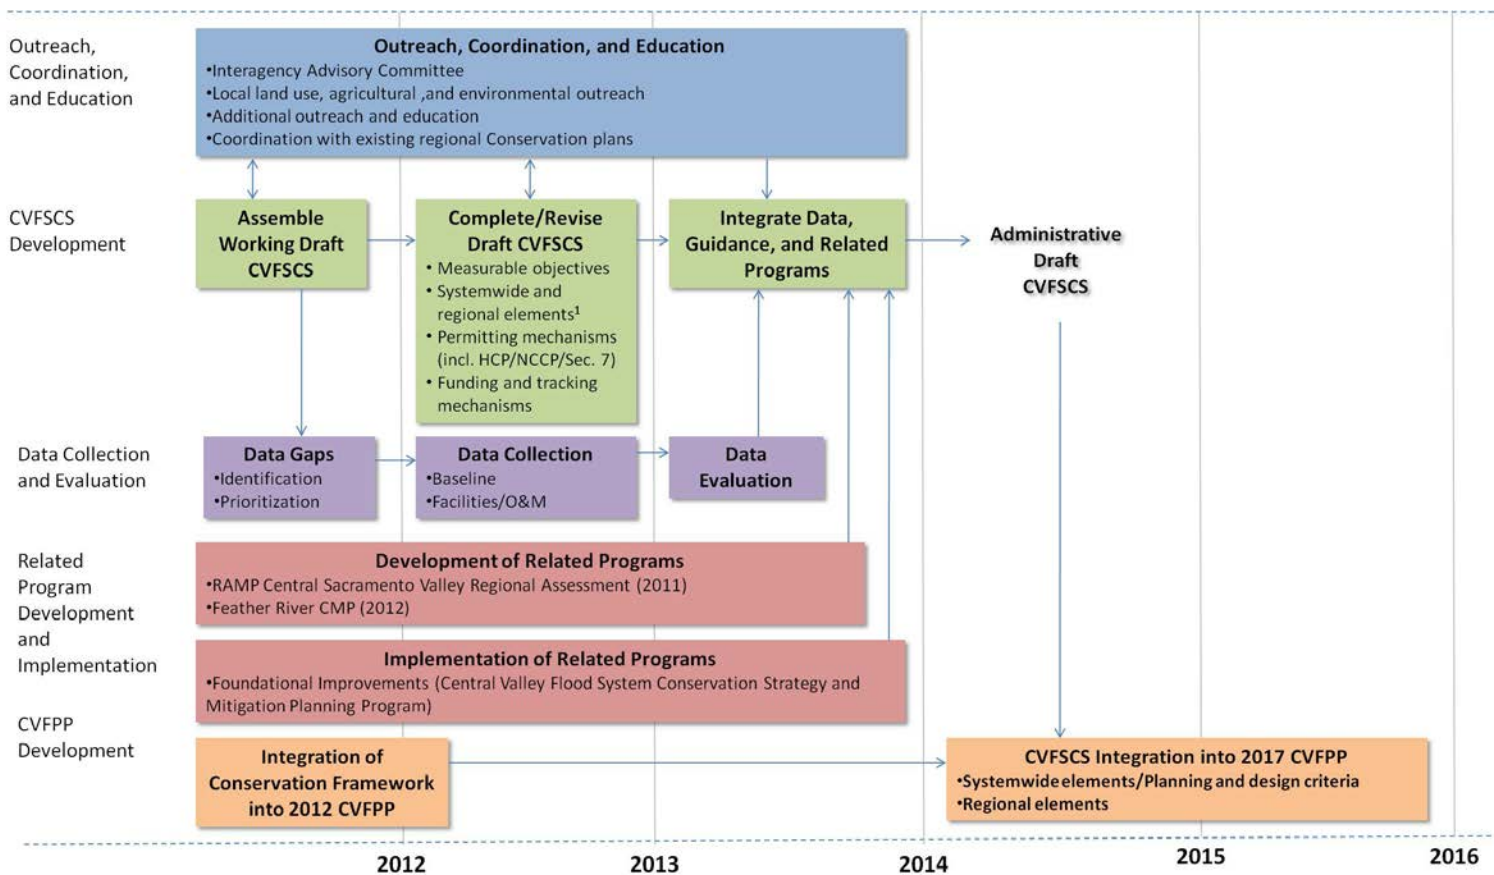 Outreach,
Coordination,
and Education
Outreach, Coordination, and Education
•Interagency Advisory Committee
•Local land use, agricultural ,and environmental outreach
•Additional outreach and education
•Coordination with existing regional Conservation plans
CVFSCS
Development
Assemble
Working Draft
CVFSCS
Complete/Revise
Draft CVFSCS
• Measurable objectives
• Systemwide and
regional elements¹
• Permitting mechanisms
(incl. HCP/NCCP/Sec. 7)
• Funding and tracking
mechanisms
Integrate Data,
Guidance, and Related
Programs
Administrative
Draft
CVFSCS
Data Collection
and Evaluation
Data Gaps
•Identification
•Prioritization
Data Collection
•Baseline
•Facilities/O&M
Data
Evaluation
Related
Program
Development
and
Implementation
Development of Related Programs
•RAMP Central Sacramento Valley Regional Assessment (2011)
•Feather River CMP (2012)
Implementation of Related Programs
•Foundational Improvements (Central Valley Flood System Conservation Strategy and
Mitigation Planning Program)
CVFPP
Development
Integration of
Conservation Framework
into 2012 CVFPP
CVFSCS Integration into 2017 CVFPP
•Systemwide elements/Planning and design criteria
•Regional elements
2012
2013
2014
2015
2016